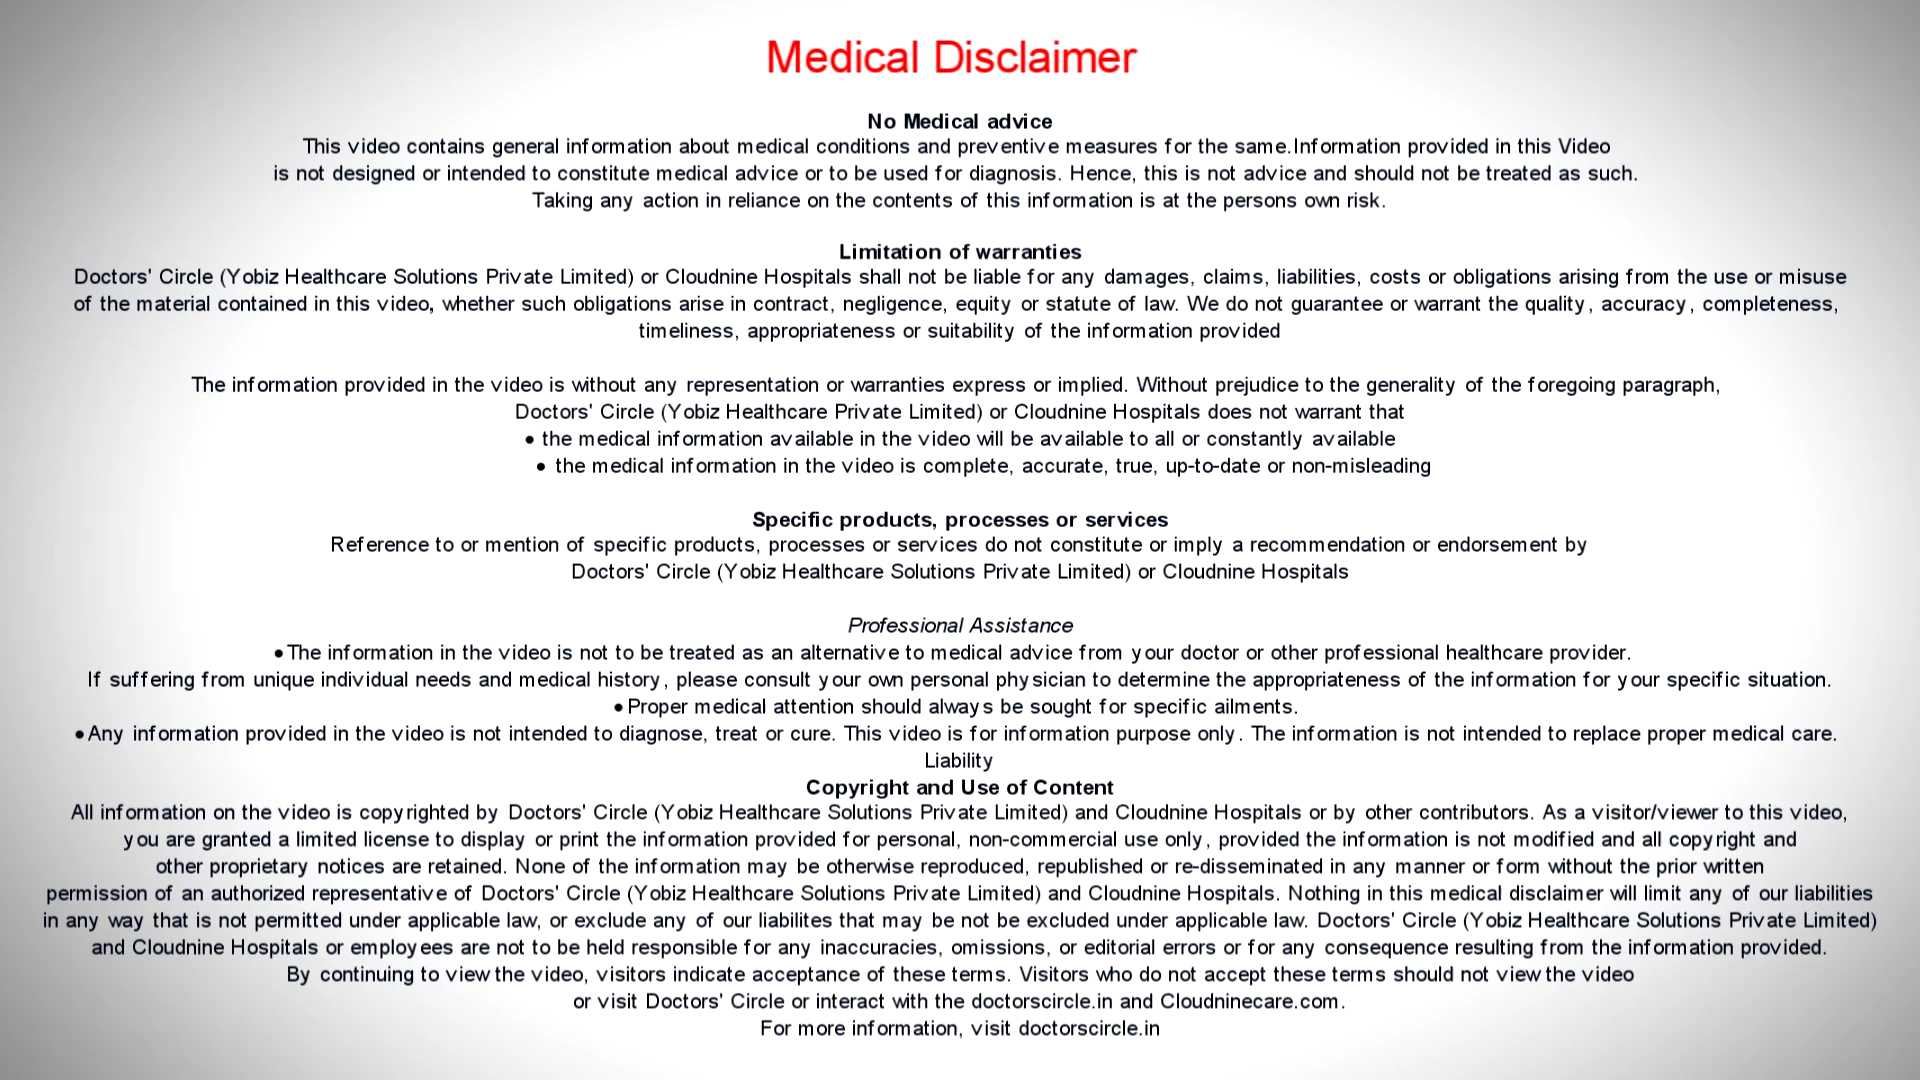 Medical Disclaimer
No Medical advice
This video contains general information about medical conditions and preventive measures for the same.Information provided in this Video
is not designed or intended to constitute medical advice or to be used for diagnosis. Hence, this is not advice and should not be treated as such.
Taking any action in reliance on the contents of this information is at the persons own risk.
Limitation of warranties
Doctors' Circle (Yobiz Healthcare Solutions Private Limited) or Cloudnine Hospitals shall not be liable for any damages, claims, liabilities, costs or obligations arising from the use or misuse
of the material contained in this video, whether such obligations arise in contract, negligence, equity or statute of law. We do not guarantee or warrant the quality, accuracy, completeness,
timeliness, appropriateness or suitability of the information provided
The information provided in the video is without any representation or warranties express or implied. Without prejudice to the generality of the foregoing paragraph,
Doctors' Circle (Yobiz Healthcare Private Limited) or Cloudnine Hospitals does not warrant that
• the medical information available in the video will be available to all or constantly available
• the medical information in the video is complete, accurate, true, up-to-date or non-misleading
Specific products, processes or services
Reference to or mention of specific products, processes or services do not constitute or imply a recommendation or endorsement by
Doctors' Circle (Yobiz Healthcare Solutions Private Limited) or Cloudnine Hospitals
Professional Assistance
•The information in the video is not to be treated as an alternative to medical advice from your doctor or other professional healthcare provider.
If suffering from unique individual needs and medical history, please consult your own personal physician to determine the appropriateness of the information for your specific situation.
•Proper medical attention should always be sought for specific ailments.
•Any information provided in the video is not intended to diagnose, treat or cure. This video is for information purpose only. The information is not intended to replace proper medical care.
Liability
Copyright and Use of Content
All information on the video is copyrighted by Doctors' Circle (Yobiz Healthcare Solutions Private Limited) and Cloudnine Hospitals or by other contributors. As a visitor/viewer to this video,
you are granted a limited license to display or print the information provided for personal, non-commercial use only, provided the information is not modified and all copyright and
other proprietary notices are retained. None of the information may be otherwise reproduced, republished or re-disseminated in any manner or form without the prior written
permission of an authorized representative of Doctors' Circle (Yobiz Healthcare Solutions Private Limited) and Cloudnine Hospitals. Nothing in this medical disclaimer will limit any of our liabilities
in any way that is not permitted under applicable law, or exclude any of our liabilites that may be not be excluded under applicable law. Doctors' Circle (Yobiz Healthcare Solutions Private Limited)
and Cloudnine Hospitals or employees are not to be held responsible for any inaccuracies, omissions, or editorial errors or for any consequence resulting from the information provided.
By continuing to view the video, visitors indicate acceptance of these terms. Visitors who do not accept these terms should not view the video
or visit Doctors' Circle or interact with the doctorscircle.in and Cloudninecare.com.
For more information, visit doctorscircle.in